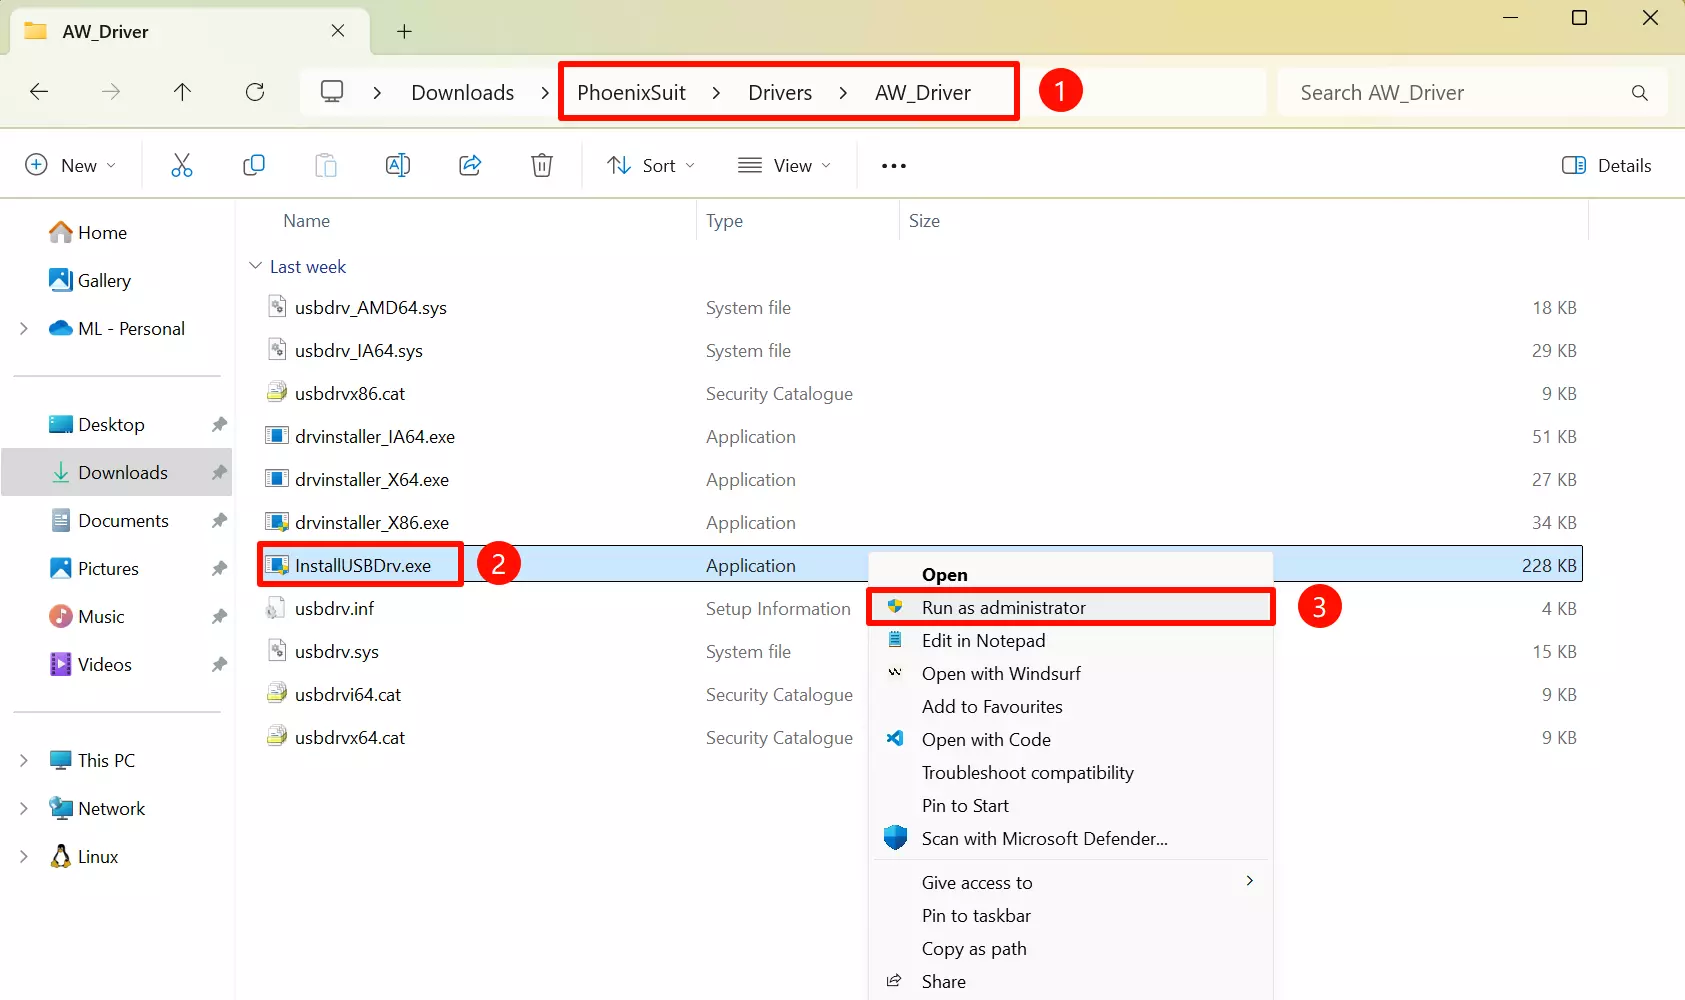 AW_Driver
Downloads
PhoenixSuit > Drivers > AW_Driver
1
Search AW_Driver
New
Sort
View
Details
Home
Gallery
ML - Personal
Desktop
Downloads
Documents
Pictures
Music
Videos
This PC
Network
Linux
Name Type Size
Last week
usbdrv_AMD64.sys System file 18 KB
usbdrv_IA64.sys System file 29 KB
usbdrvx86.cat Security Catalogue 9 KB
drvinstaller_IA64.exe Application 51 KB
drvinstaller_X64.exe Application 27 KB
drvinstaller_X86.exe Application 34 KB
InstallUSBDrv.exe 2 Application 228 KB
usbdrv.inf Setup Information 4 KB
usbdrv.sys System file 15 KB
usbdrvi64.cat Security Catalogue 9 KB
usbdrvx64.cat Security Catalogue 9 KB
Open
Run as administrator
3
Edit in Notepad
Open with Windsurf
Add to Favourites
Open with Code
Troubleshoot compatibility
Pin to Start
Scan with Microsoft Defender...
Give access to
Pin to taskbar
Copy as path
Share